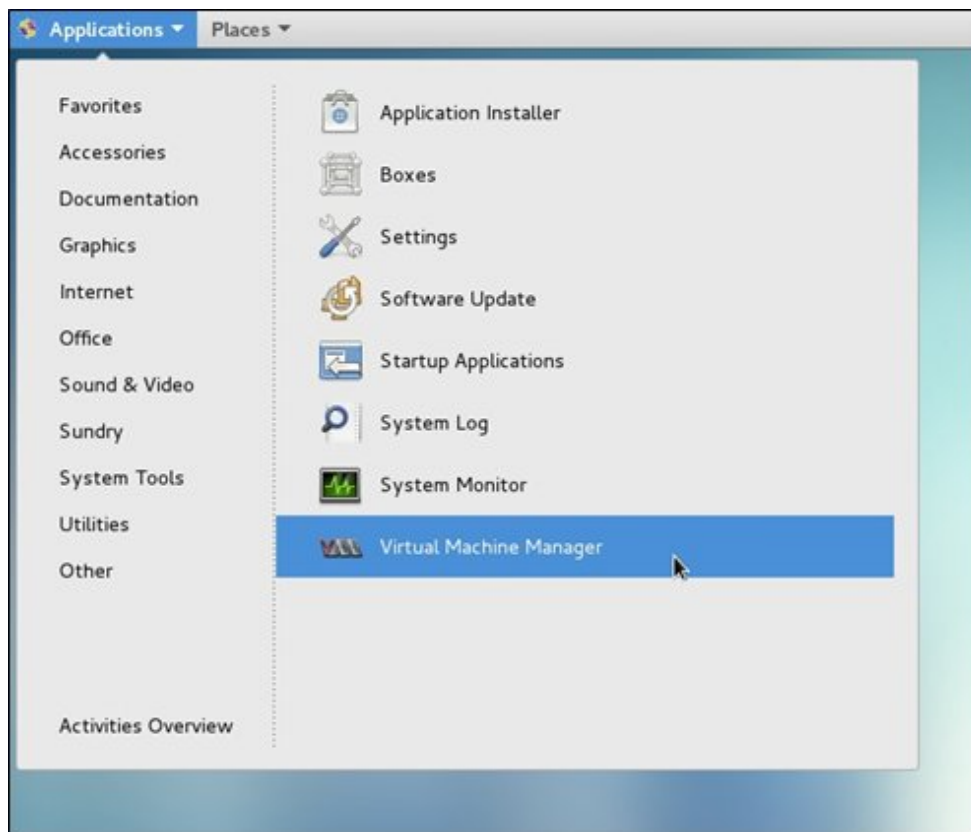 Applications Places
Favorites
Accessories
Documentation
Graphics
Internet
Office
Sound & Video
Sundry
System Tools
Utilities
Other
Activities Overview
Application Installer
Boxes
Settings
Software Update
Startup Applications
System Log
System Monitor
Virtual Machine Manager